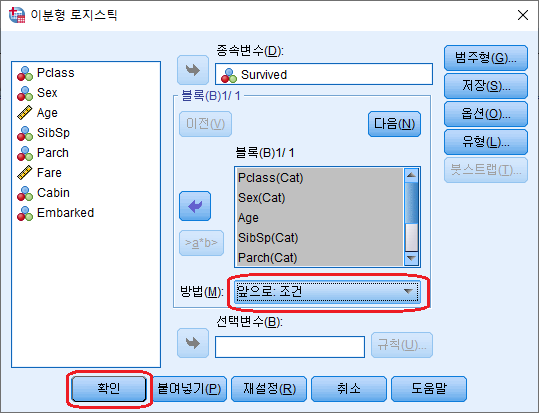 이분형 로지스틱
Pclass
Sex
Age
SibSp
Parch
Fare
Cabin
Embarked
종속변수(D):
Survived
블록(B)1/ 1
이전(V)
다음(N)
블록(B)1/ 1
Pclass(Cat)
Sex(Cat)
Age
SibSp(Cat)
Parch(Cat)
>a*b>
방법(M):
앞으로: 조건
선택변수(B):
규칙(U)...
범주형(G)...
저장(S)...
옵션(O)...
유형(L)...
붓스트랩(T)...
확인
붙여넣기(P)
재설정(R)
취소
도움말